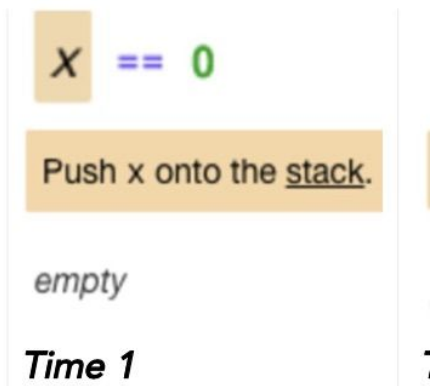 x == 0
Push x onto the stack.
empty
Time 1